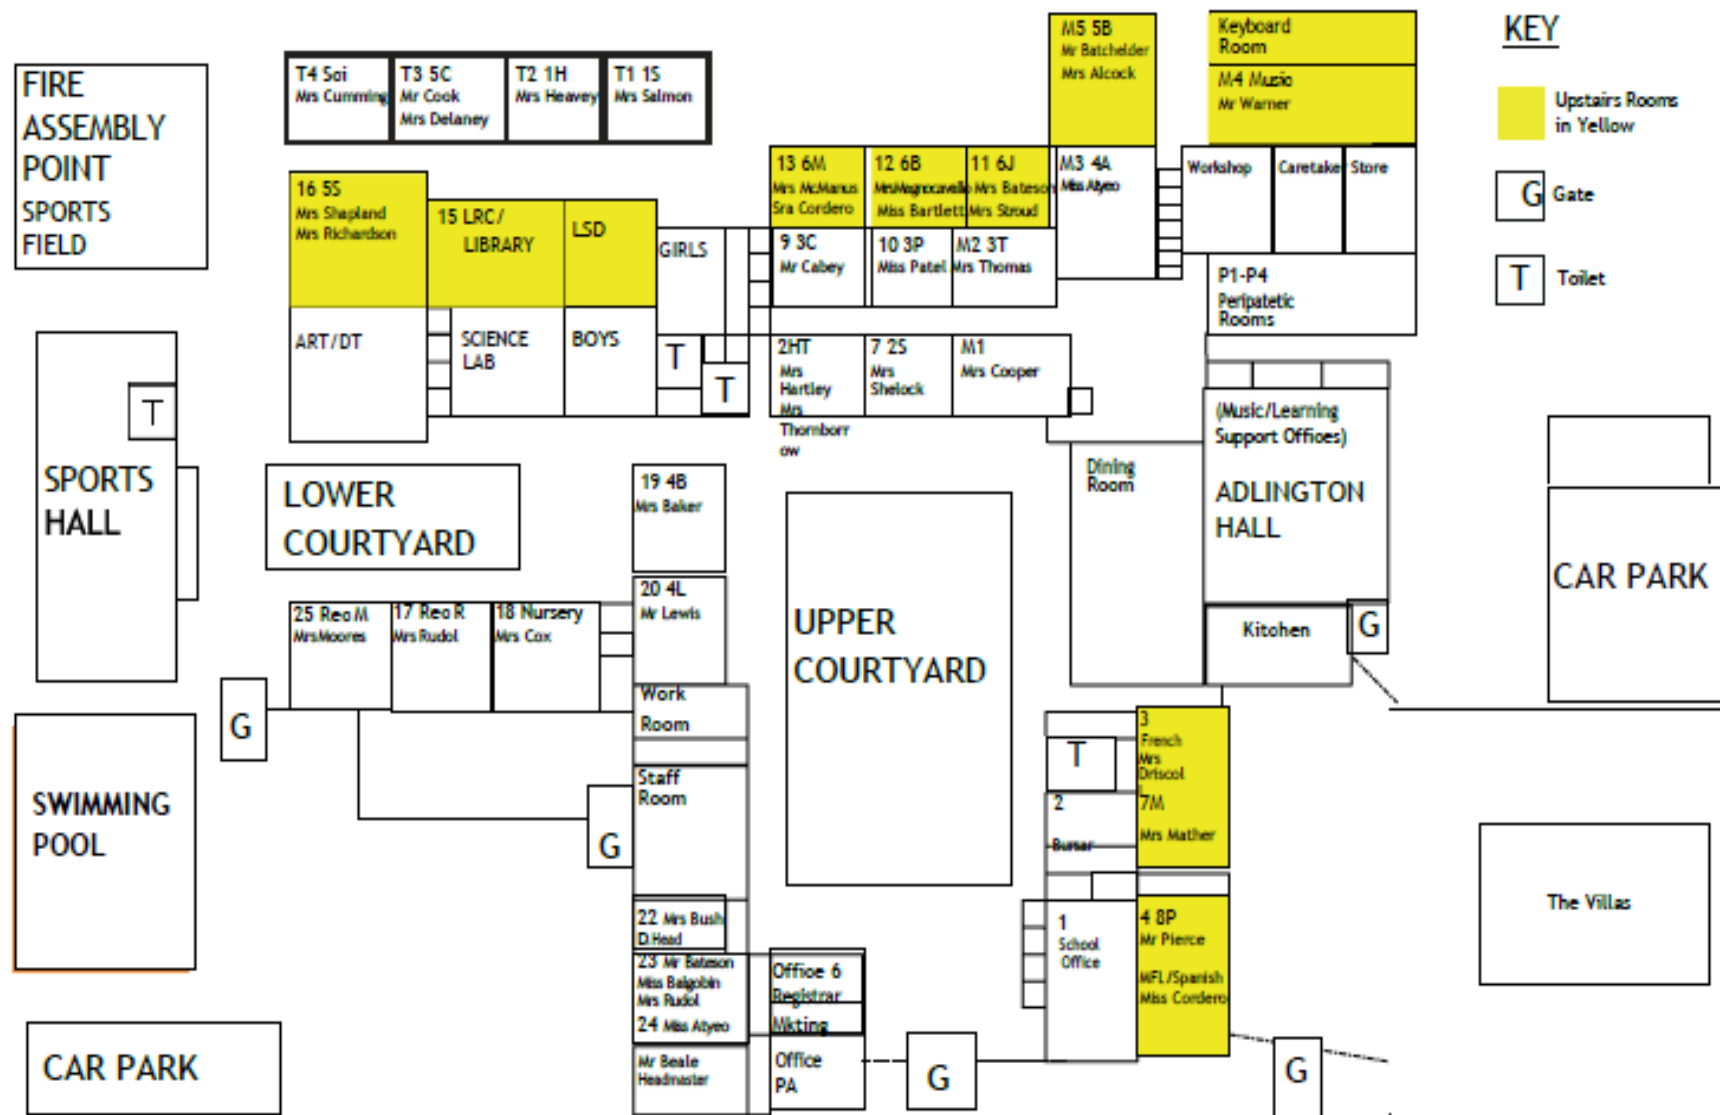 FIRE
ASSEMBLY
POINT
SPORTS
FIELD
T4 Sci
Mrs Cumming
T3 5C
Mr Cook
Mrs Delaney
T2 1H
Mrs Heavey
T1 1S
Mrs Salmon
M5 5B
Mr Batchelder
Mrs Alcock
Keyboard
Room
M4 Music
Mr Warner
KEY
Upstairs Rooms
in Yellow
G Gate
T Toilet
16 5S
Mrs Shapland
Mrs Richardson
15 LRC/
LIBRARY
LSD
GIRLS
13 6M
Mrs McManus
Sra Cordero
12 6B
Mrs Magnocavello
Miss Bartlett
11 6J
Mrs Bateson
Mrs Stroud
M3 4A
Miss Atyeo
Workshop
Caretaker
Store
9 3C
Mr Cabey
10 3P
Miss Patel
M2 3T
Mrs Thomas
P1-P4
Peripatetic
Rooms
ART/DT
SCIENCE
LAB
BOYS
T
T
2HT
Mrs
Hartley
Mrs
Thornborr
ow
7 2S
Mrs
Shelock
M1
Mrs Cooper
(Music/Learning
Support Offices)
ADLINGTON
HALL
T
SPORTS
HALL
LOWER
COURTYARD
19 4B
Mrs Baker
UPPER
COURTYARD
Dining
Room
CAR PARK
20 4L
Mr Lewis
25 Rec M
Mrs Moores
17 Rec R
Mrs Rudol
18 Nursery
Mrs Cox
Kitchen
G
G
Work
Room
SWIMMING
POOL
Staff
Room
G
T
3
French
Mrs
Driscol
l
7M
Mrs Mather
2
Bursar
The Villas
22 Mrs Bush
D.Head
23 Mr Bateson
Miss Balgobin
Mrs Rudol
24 Miss Atyeo
Office 6
Registrar
Mkting
1
School
Office
4 8P
Mr Pierce
MFL/Spanish
Miss Cordero
CAR PARK
Mr Beale
Headmaster
Office
PA
G
G